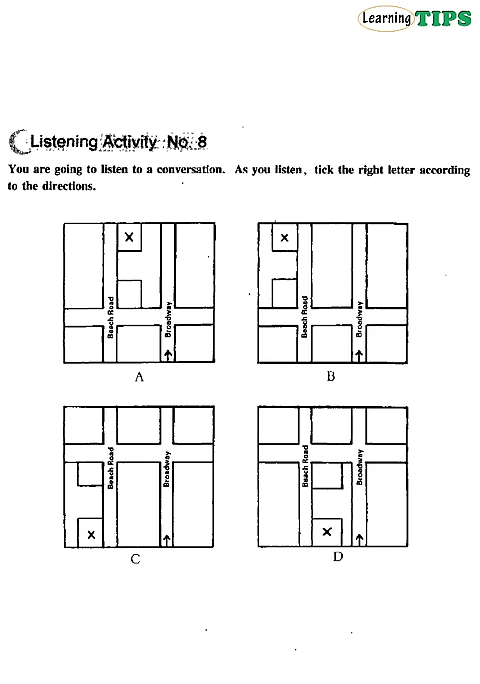 Learning TIPS
Listening Activity No. 8
You are going to listen to a conversation. As you listen, tick the right letter according
to the directions.
X
Beach Road
Broadway
A
X
Beach Road
Broadway
B
Beach Road
Broadway
X
C
Beach Road
Broadway
X
D